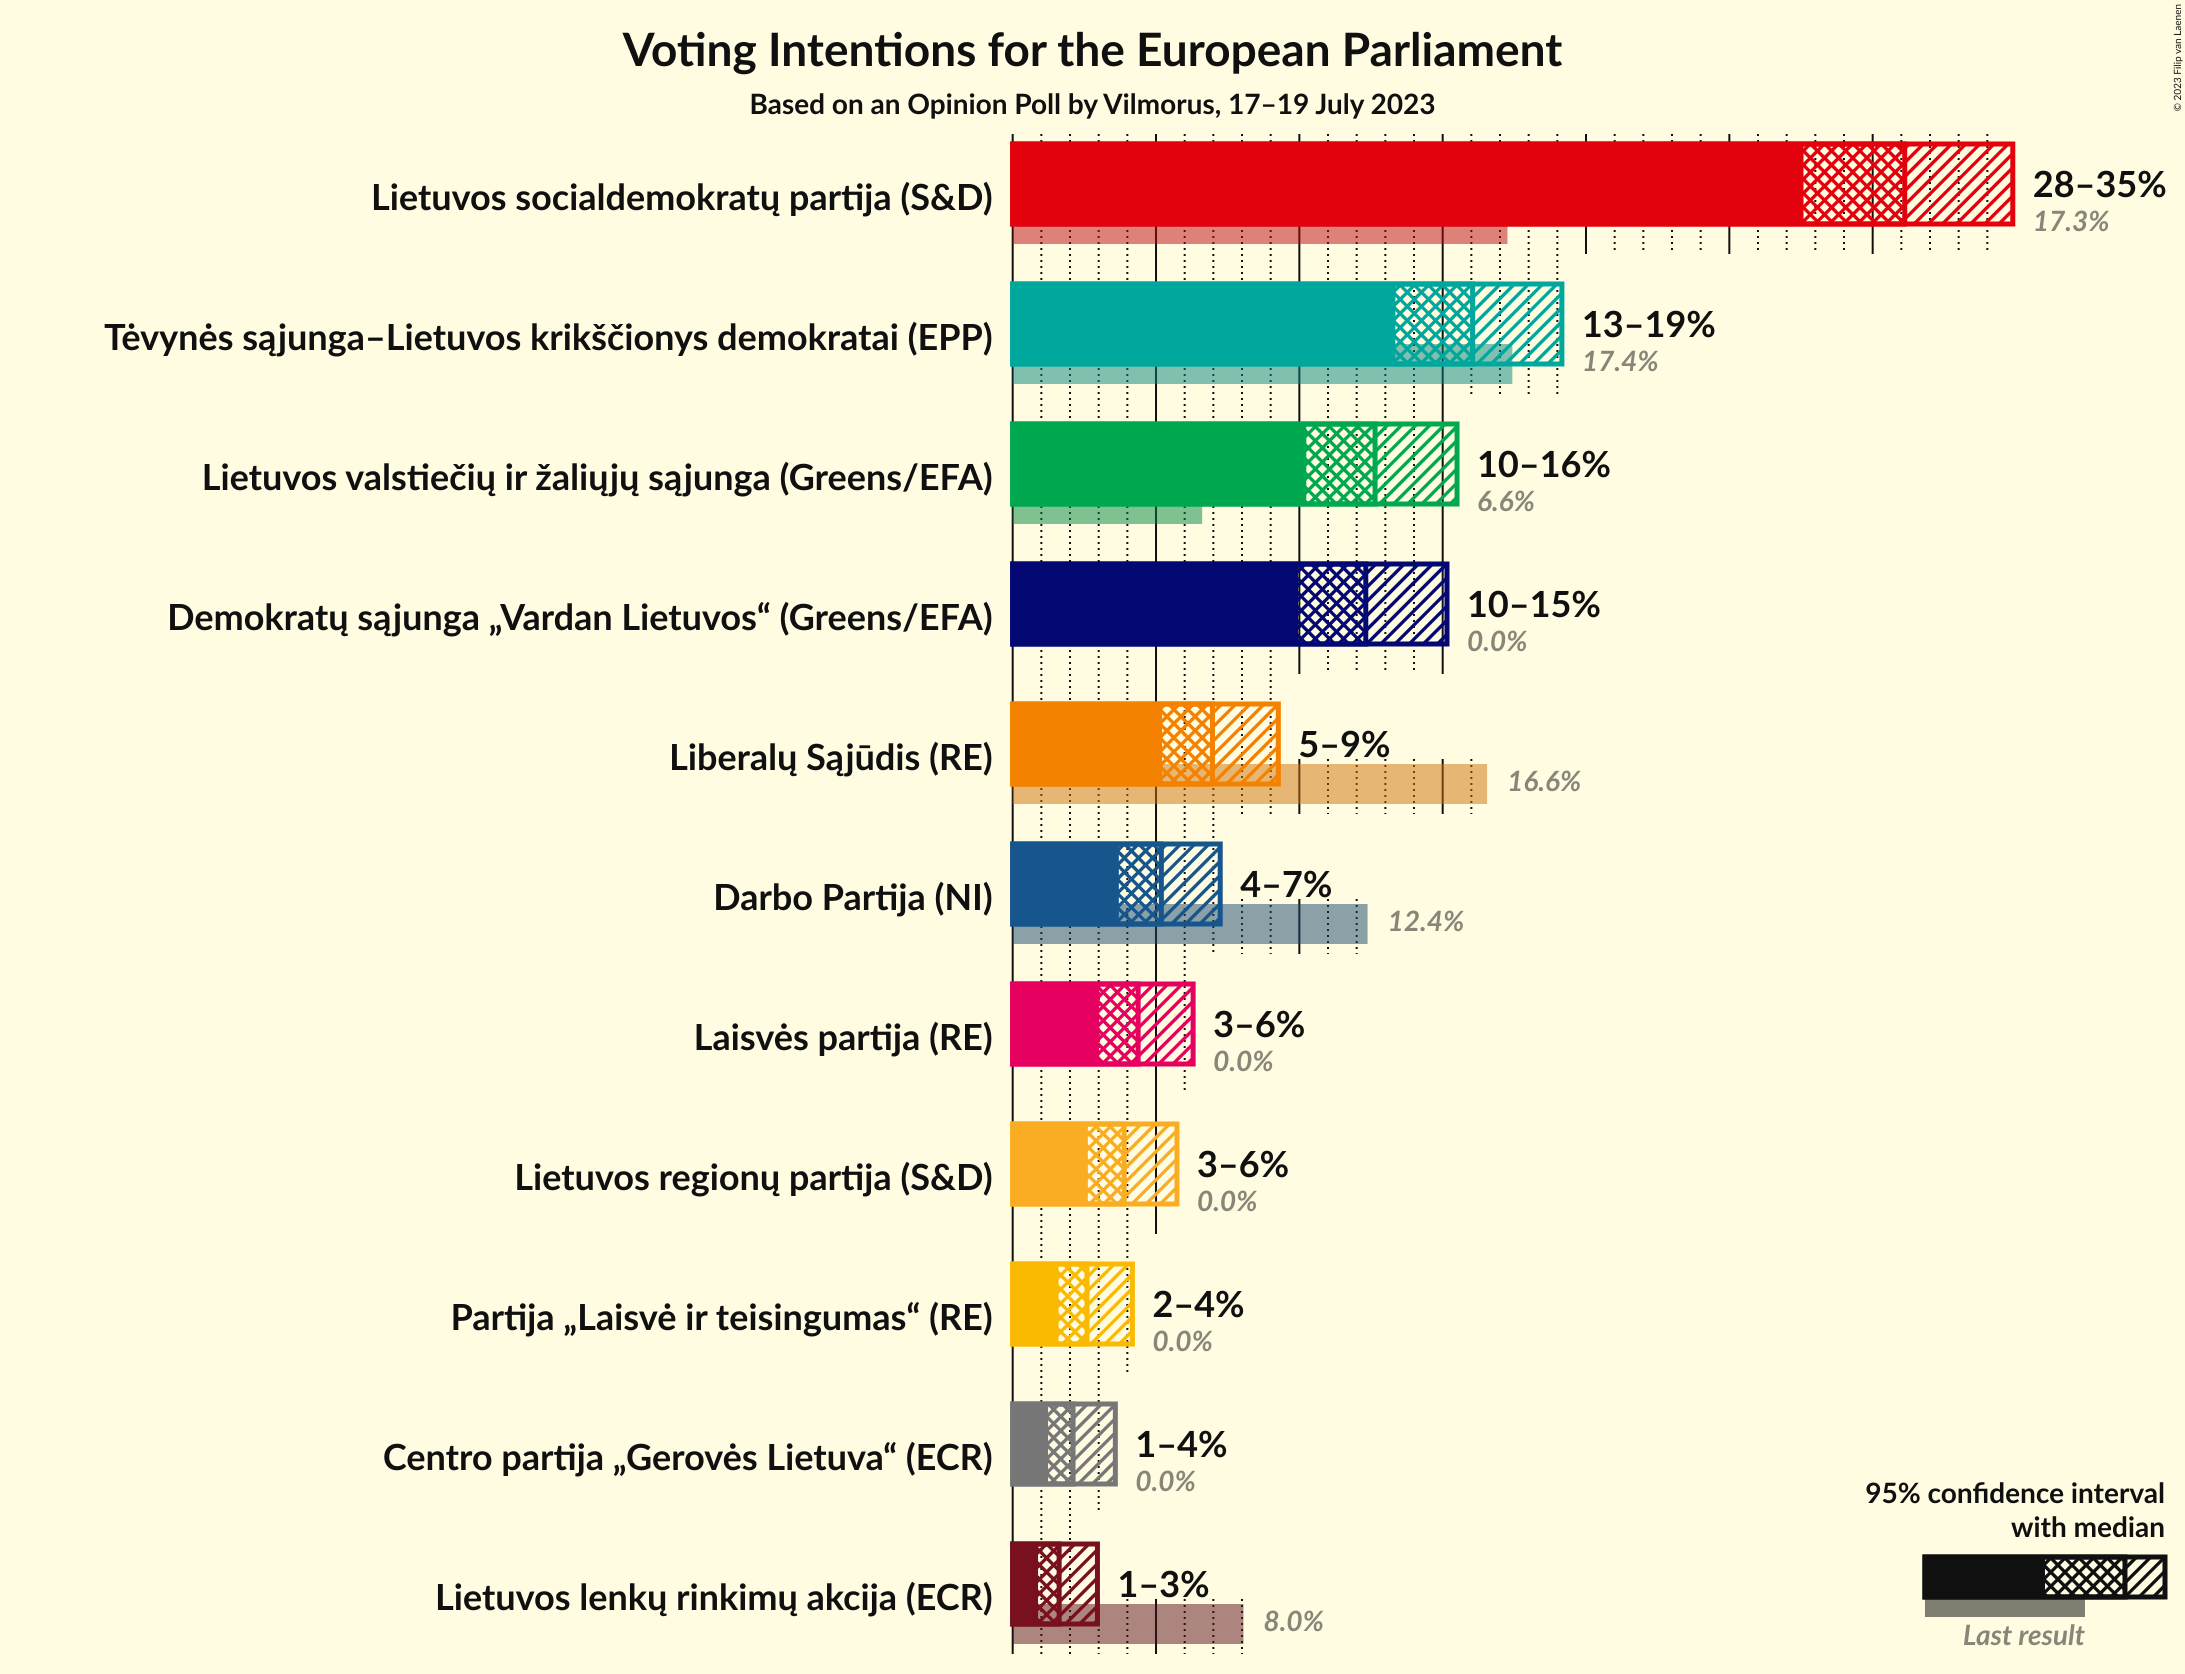 Voting Intentions for the European Parliament
Based on an Opinion Poll by Vilmorus, 17–19 July 2023
© 2023 Filip van Laenen
Lietuvos socialdemokratų partija (S&D)
28–35%
17.3%
Tėvynės sąjunga–Lietuvos krikščionys demokratai (EPP)
13–19%
17.4%
Lietuvos valstiečių ir žaliųjų sąjunga (Greens/EFA)
10–16%
6.6%
Demokratų sąjunga „Vardan Lietuvos“ (Greens/EFA)
10–15%
0.0%
Liberalų Sąjūdis (RE)
5–9%
16.6%
Darbo Partija (NI)
4–7%
12.4%
Laisvės partija (RE)
3–6%
0.0%
Lietuvos regionų partija (S&D)
3–6%
0.0%
Partija „Laisvė ir teisingumas“ (RE)
2–4%
0.0%
Centro partija „Gerovės Lietuva“ (ECR)
1–4%
0.0%
Lietuvos lenkų rinkimų akcija (ECR)
1–3%
8.0%
95% confidence interval
with median
Last result